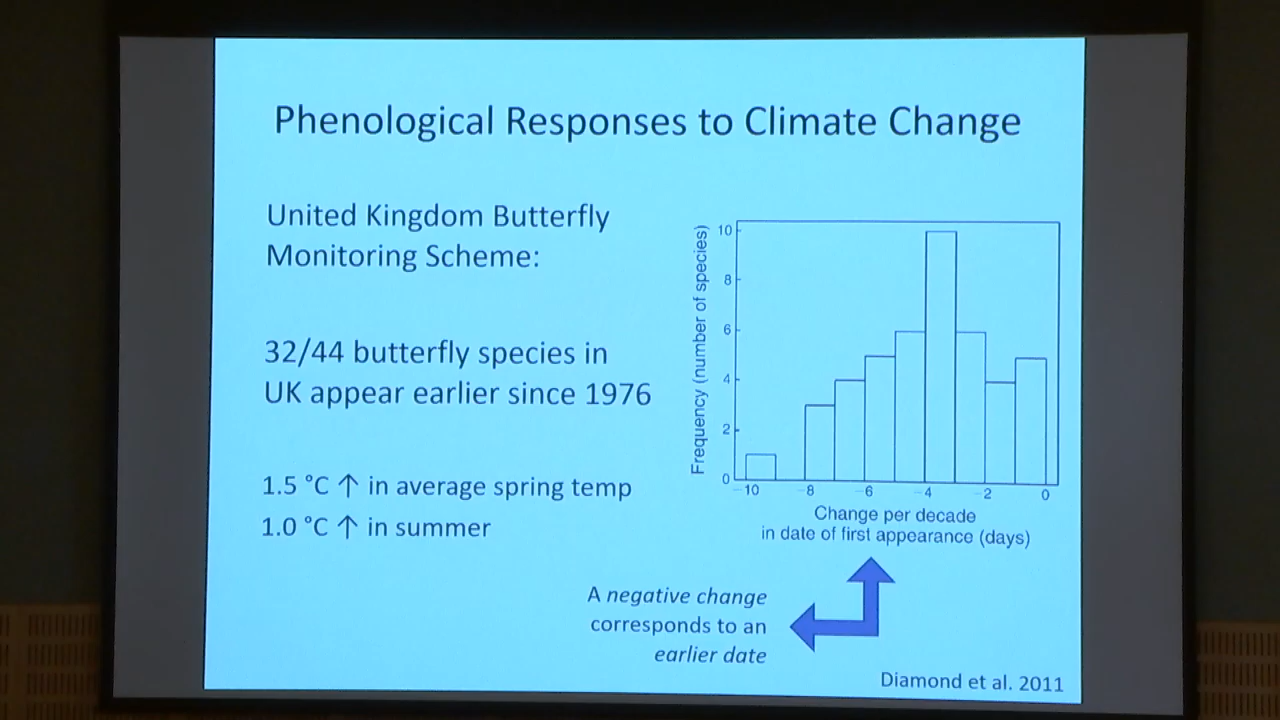 Phenological Responses to Climate Change
United Kingdom Butterfly
Monitoring Scheme:
32/44 butterfly species in
UK appear earlier since 1976
1.5 °C ↑ in average spring temp
1.0 °C ↑ in summer
Frequency (number of species)
10
8
6
4
2
0
−10 −8 −6 −4 −2 0
Change per decade
in date of first appearance (days)
A negative change
corresponds to an
earlier date
Diamond et al. 2011